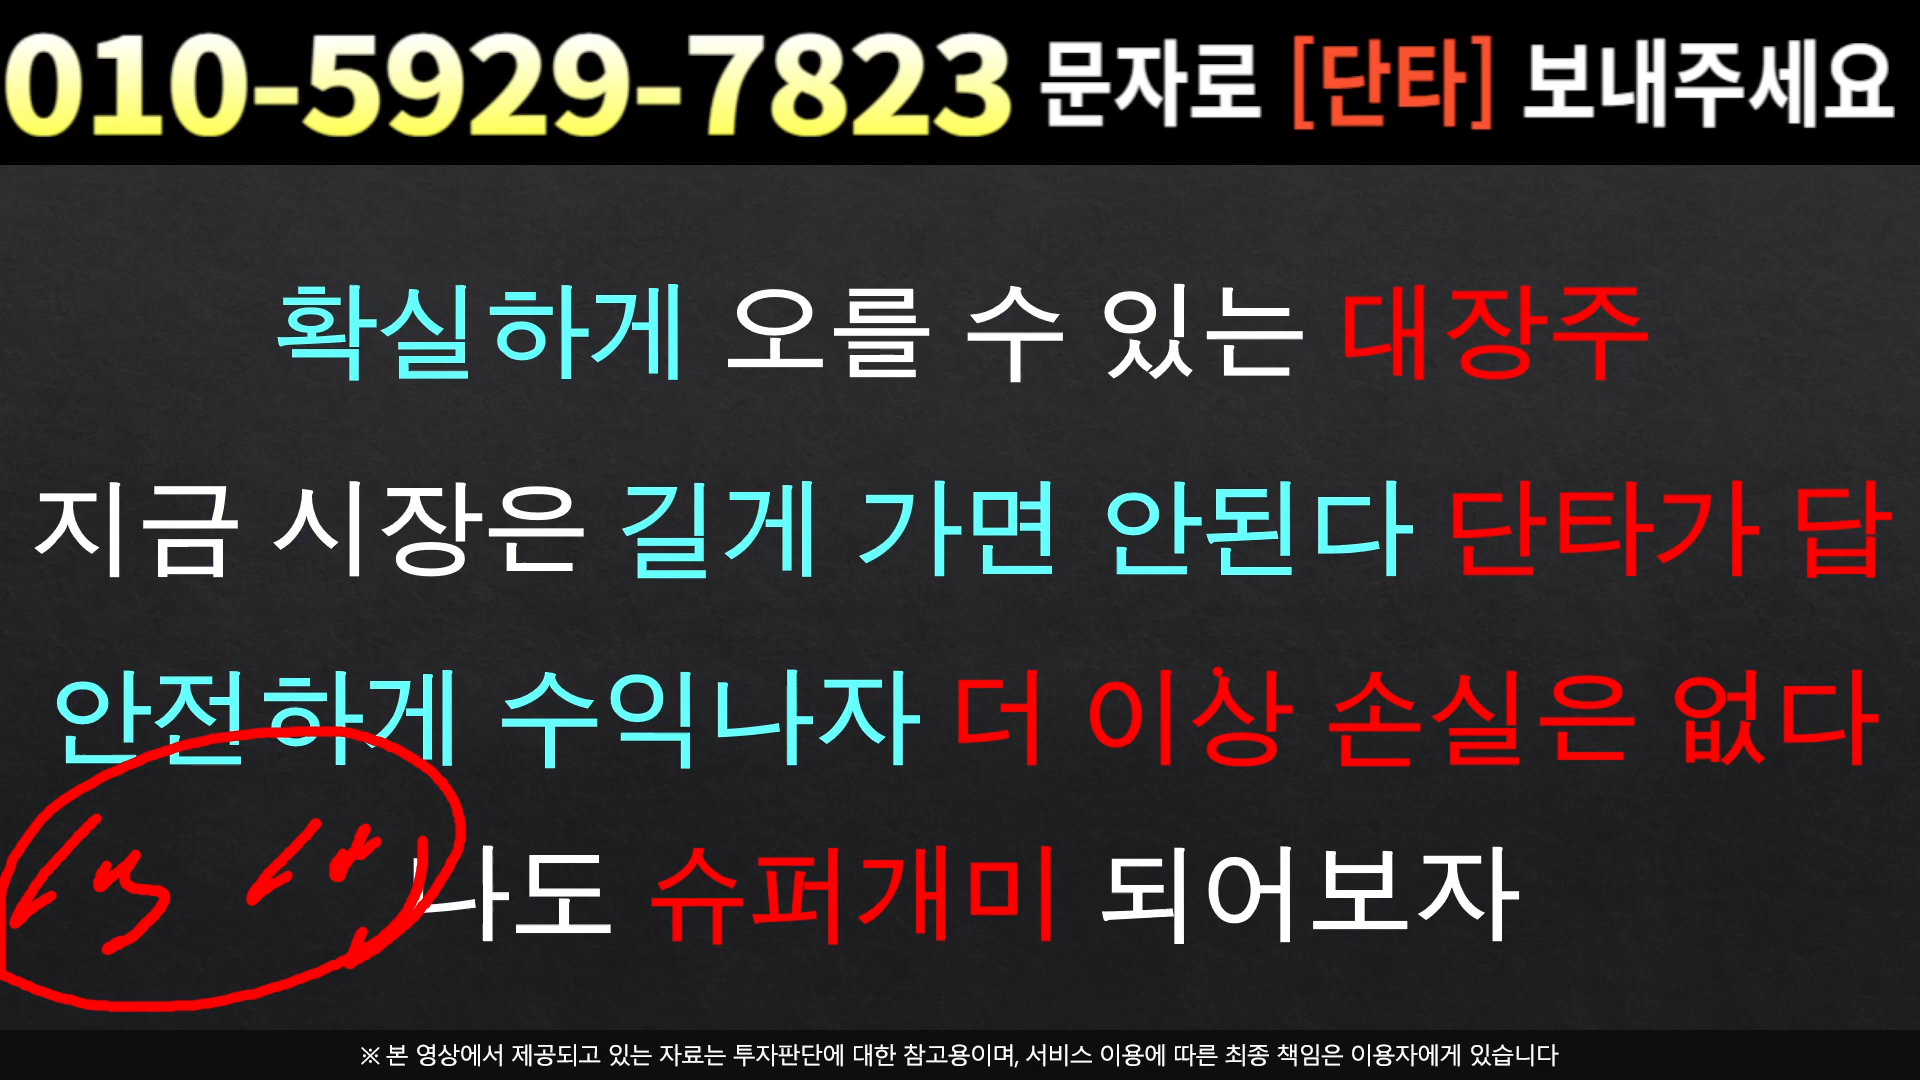 010-5929-7823 문자로 [단타] 보내주세요
확실하게 오를 수 있는 대장주
지금 시장은 길게 가면 안된다 단타가 답
안전하게 수익나자 더 이상 손실은 없다
나도 슈퍼개미 되어보자
※ 본 영상에서 제공되고 있는 자료는 투자판단에 대한 참고용이며, 서비스 이용에 따른 최종 책임은 이용자에게 있습니다